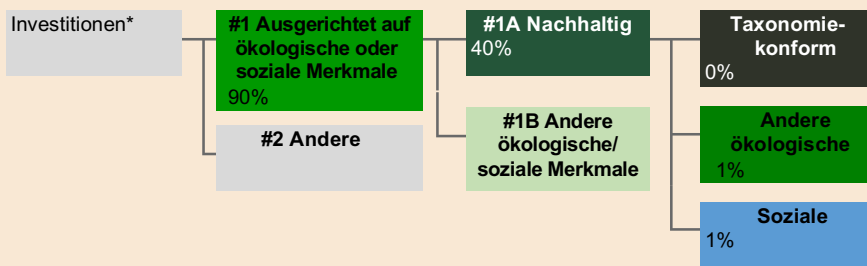 Investitionen*
#1 Ausgerichtet auf
ökologische oder
soziale Merkmale
90%
#2 Andere
#1A Nachhaltig
40%
#1B Andere
ökologische/
soziale Merkmale
Taxonomie-
konform
0%
Andere
ökologische
1%
Soziale
1%